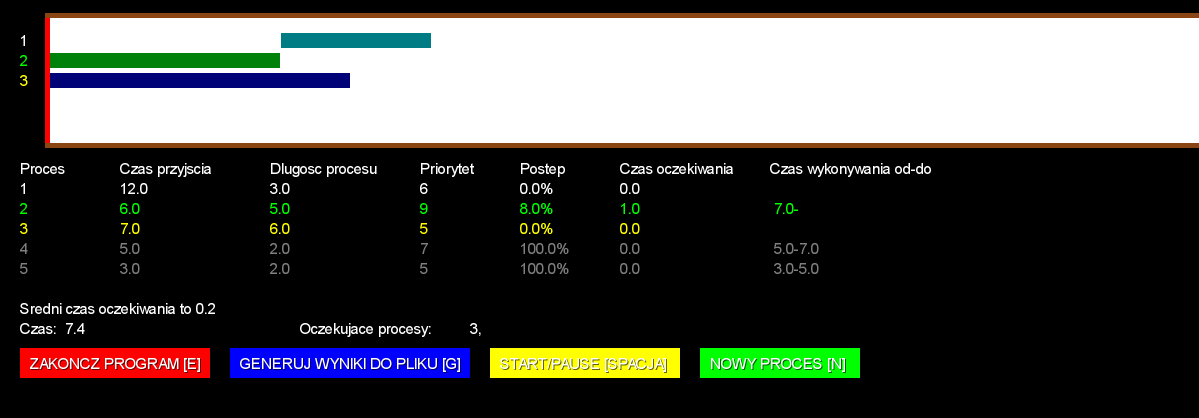 1
2
3
Proces Czas przyjscia Dlugosc procesu Priorytet Postep Czas oczekiwania Czas wykonywania od-do
1 12.0 3.0 6 0.0% 0.0
2 6.0 5.0 9 8.0% 1.0 7.0-
3 7.0 6.0 5 0.0% 0.0
4 5.0 2.0 7 100.0% 0.0 5.0-7.0
5 3.0 2.0 5 100.0% 0.0 3.0-5.0
Sredni czas oczekiwania to 0.2
Czas: 7.4 Oczekujace procesy: 3,
ZAKONCZ PROGRAM [E] GENERUJ WYNIKI DO PLIKU [G] START/PAUSE [SPACJA] NOWY PROCES [N]